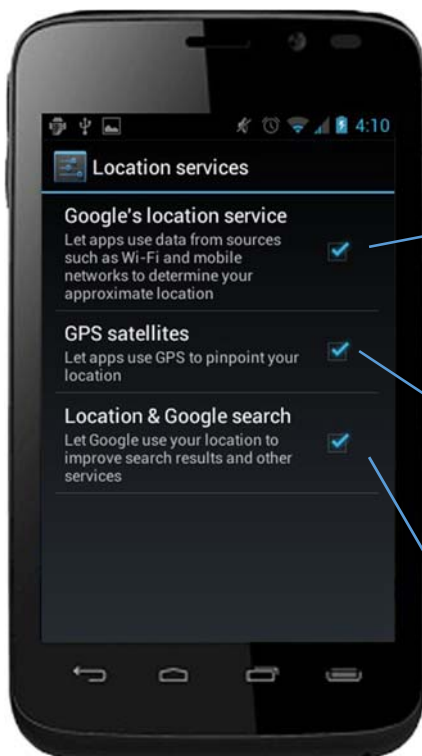 4:10
Location services
Google's location service
Let apps use data from sources
such as Wi-Fi and mobile
networks to determine your
approximate location
GPS satellites
Let apps use GPS to pinpoint your
location
Location & Google search
Let Google use your location to
improve search results and other
services